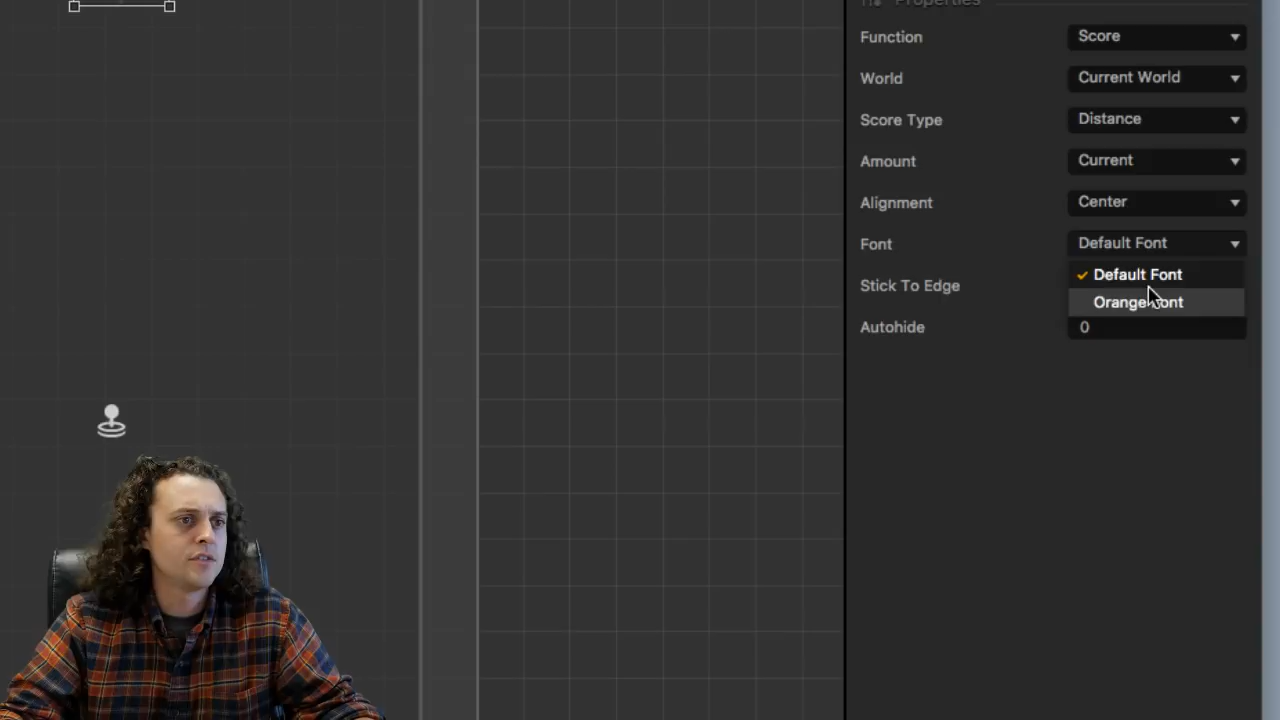 Properties
Function Score
World Current World
Score Type Distance
Amount Current
Alignment Center
Font Default Font
Default Font
Stick To Edge
Orange Font
Autohide 0